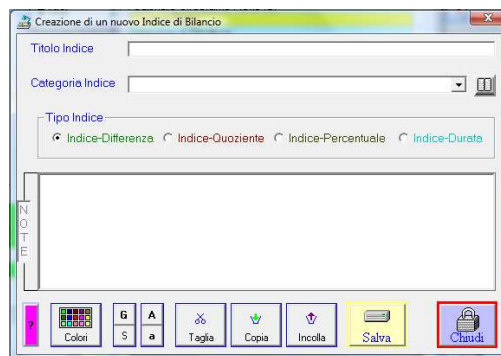 Creazione di un nuovo Indice di Bilancio
Titolo Indice
Categoria Indice
Tipo Indice
Indice-Differenza Indice-Quoziente Indice-Percentuale Indice-Durata
NOTE
?
Colori
G
S
A
a
Taglia
Copia
Incolla
Salva
Chiudi